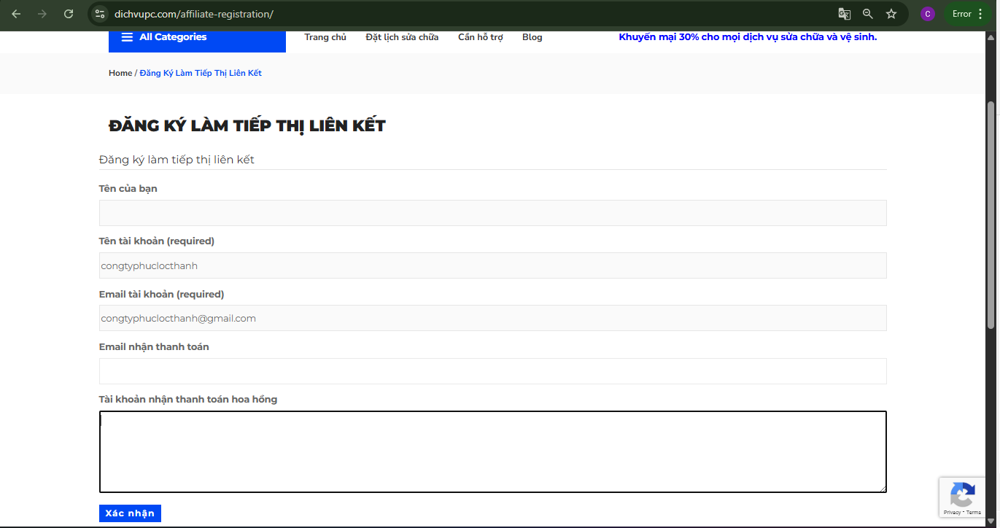 dichvupc.com/affiliate-registration/
C
Error
All Categories
Trang chủ
Đặt lịch sửa chữa
Cần hỗ trợ
Blog
Khuyến mại 30% cho mọi dịch vụ sửa chữa và vệ sinh.
Home / Đăng Ký Làm Tiếp Thị Liên Kết
ĐĂNG KÝ LÀM TIẾP THỊ LIÊN KẾT
Đăng ký làm tiếp thị liên kết
Tên của bạn
Tên tài khoản (required)
congtyphuclocthanh
Email tài khoản (required)
congtyphuclocthanh@gmail.com
Email nhận thanh toán
Tài khoản nhận thanh toán hoa hồng
Xác nhận
Privacy - Terms